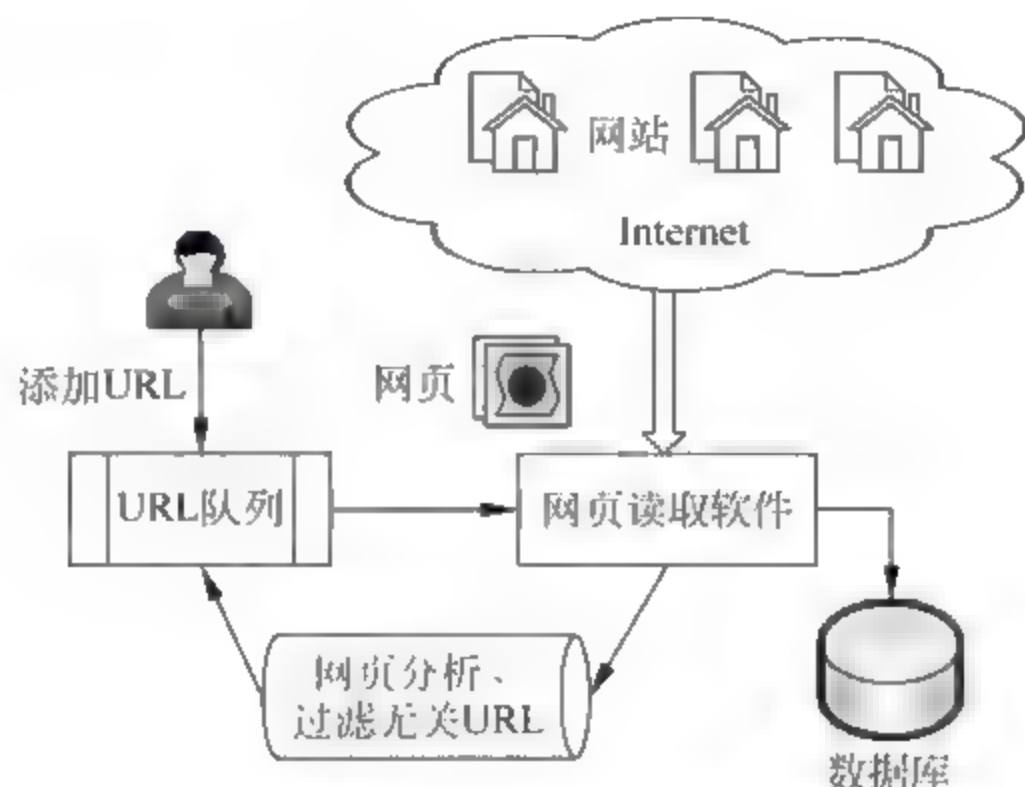 网站
Internet
添加URL
网页
URL队列
网页读取软件
网页分析、
过滤无关URL
数据库